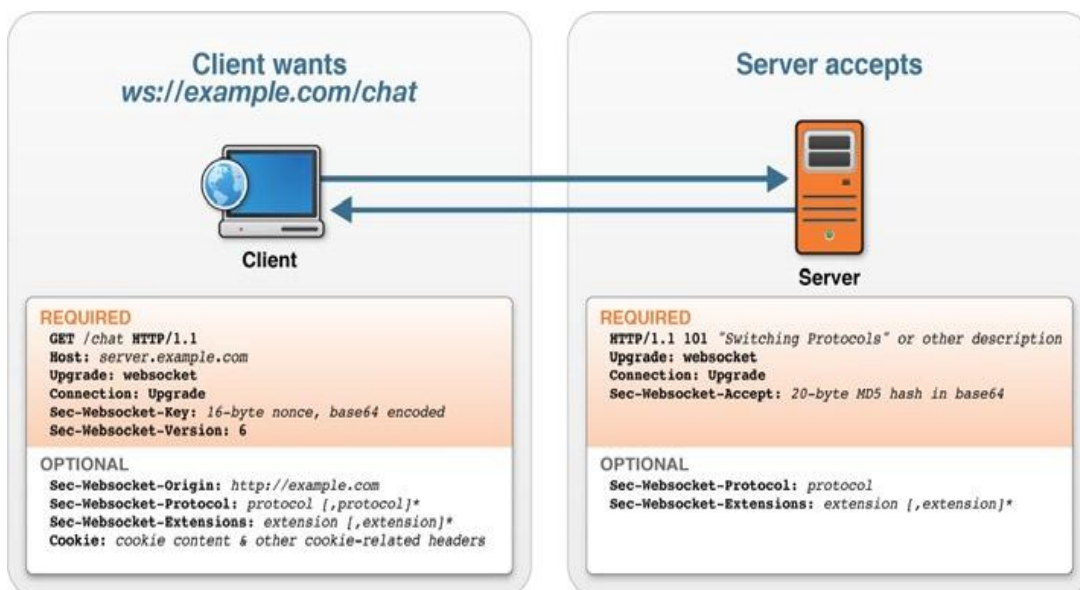 Client wants
ws://example.com/chat
Client
REQUIRED
GET /chat HTTP/1.1
Host: server.example.com
Upgrade: websocket
Connection: Upgrade
Sec-Websocket-Key: 16-byte nonce, base64 encoded
Sec-Websocket-Version: 6
OPTIONAL
Sec-Websocket-Origin: http://example.com
Sec-Websocket-Protocol: protocol [,protocol]*
Sec-Websocket-Extensions: extension [,extension]*
Cookie: cookie content & other cookie-related headers
Server accepts
Server
REQUIRED
HTTP/1.1 101 "Switching Protocols" or other description
Upgrade: websocket
Connection: Upgrade
Sec-Websocket-Accept: 20-byte MD5 hash in base64
OPTIONAL
Sec-Websocket-Protocol: protocol
Sec-Websocket-Extensions: extension [,extension]*